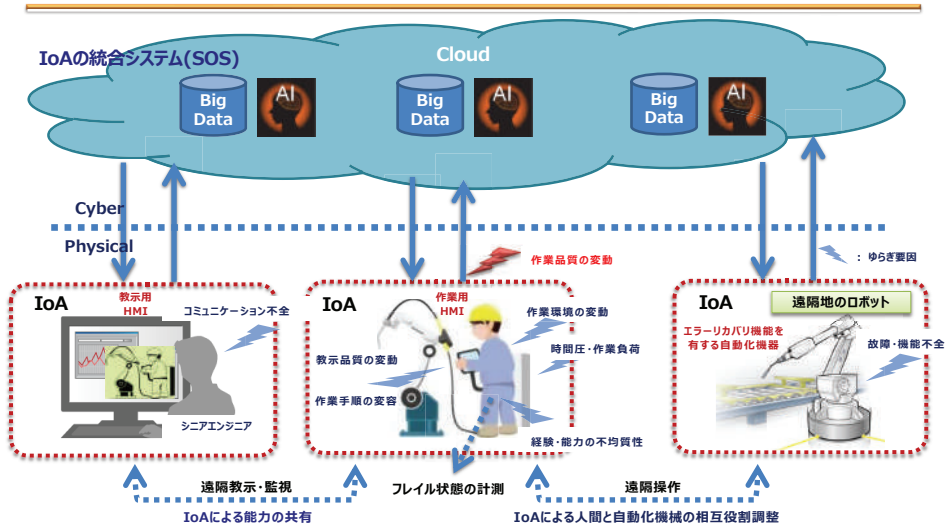 IoAの統合システム(SOS)
Cloud
Big
Data
AI
Big
Data
AI
Big
Data
AI
Cyber
Physical
作業品質の変動
： ゆらぎ要因
IoA
教示用
HMI
コミュニケーション不全
シニアエンジニア
IoA
作業用
HMI
作業環境の変動
教示品質の変動
時間圧・作業負荷
作業手順の変容
経験・能力の不均質性
IoA
遠隔地のロボット
エラーリカバリ機能を
有する自動化機器
故障・機能不全
遠隔教示・監視
フレイル状態の計測
遠隔操作
IoAによる能力の共有
IoAによる人間と自動化機械の相互役割調整